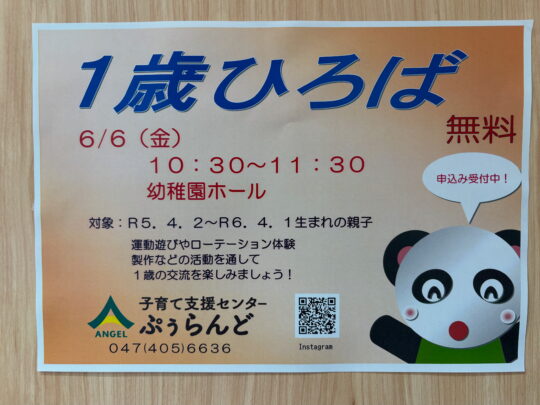 1歳ひろば
無料
6/6（金）
10：30～11：30
幼稚園ホール
申込み受付中！
対象：R5．4．2～R6．4．1生まれの親子
運動遊びやローテーション体験
製作などの活動を通して
1歳の交流を楽しみましょう！
子育て支援センター
ぷぅらんど
ANGEL
047(405)6636
Instagram